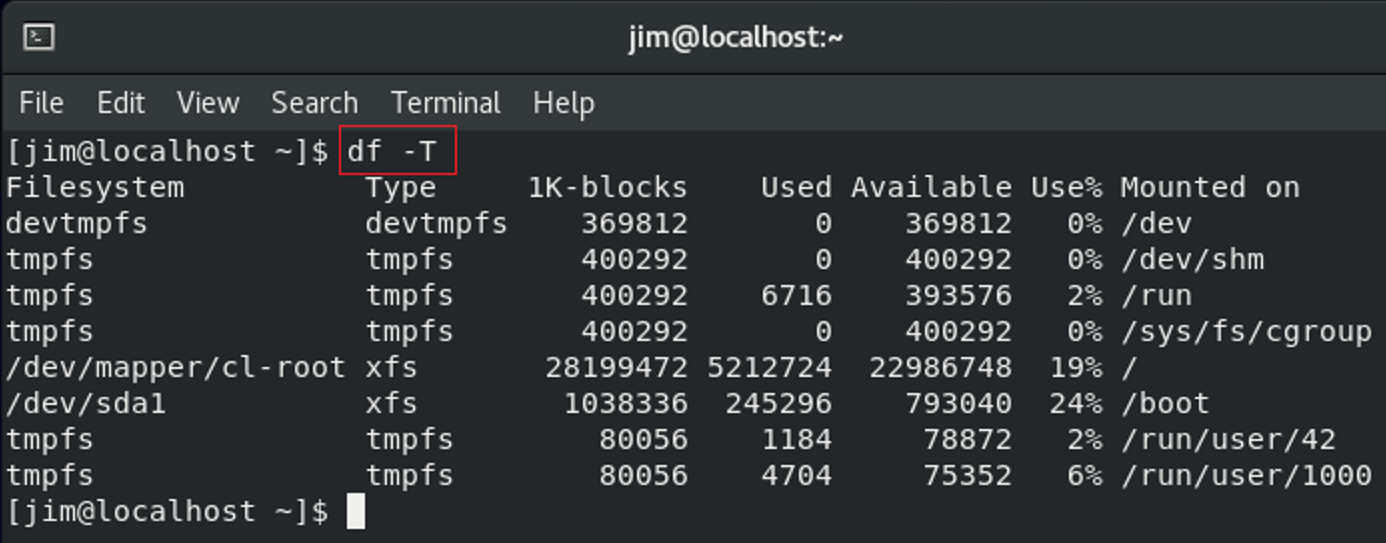 jim@localhost:~
File Edit View Search Terminal Help
[jim@localhost ~]$ df -T
Filesystem          Type     1K-blocks    Used Available Use% Mounted on
devtmpfs            devtmpfs    369812       0    369812   0% /dev
tmpfs               tmpfs       400292       0    400292   0% /dev/shm
tmpfs               tmpfs       400292    6716    393576   2% /run
tmpfs               tmpfs       400292       0    400292   0% /sys/fs/cgroup
/dev/mapper/cl-root xfs       28199472 5212724  22986748  19% /
/dev/sda1           xfs        1038336  245296    793040  24% /boot
tmpfs               tmpfs        80056    1184     78872   2% /run/user/42
tmpfs               tmpfs        80056    4704     75352   6% /run/user/1000
[jim@localhost ~]$